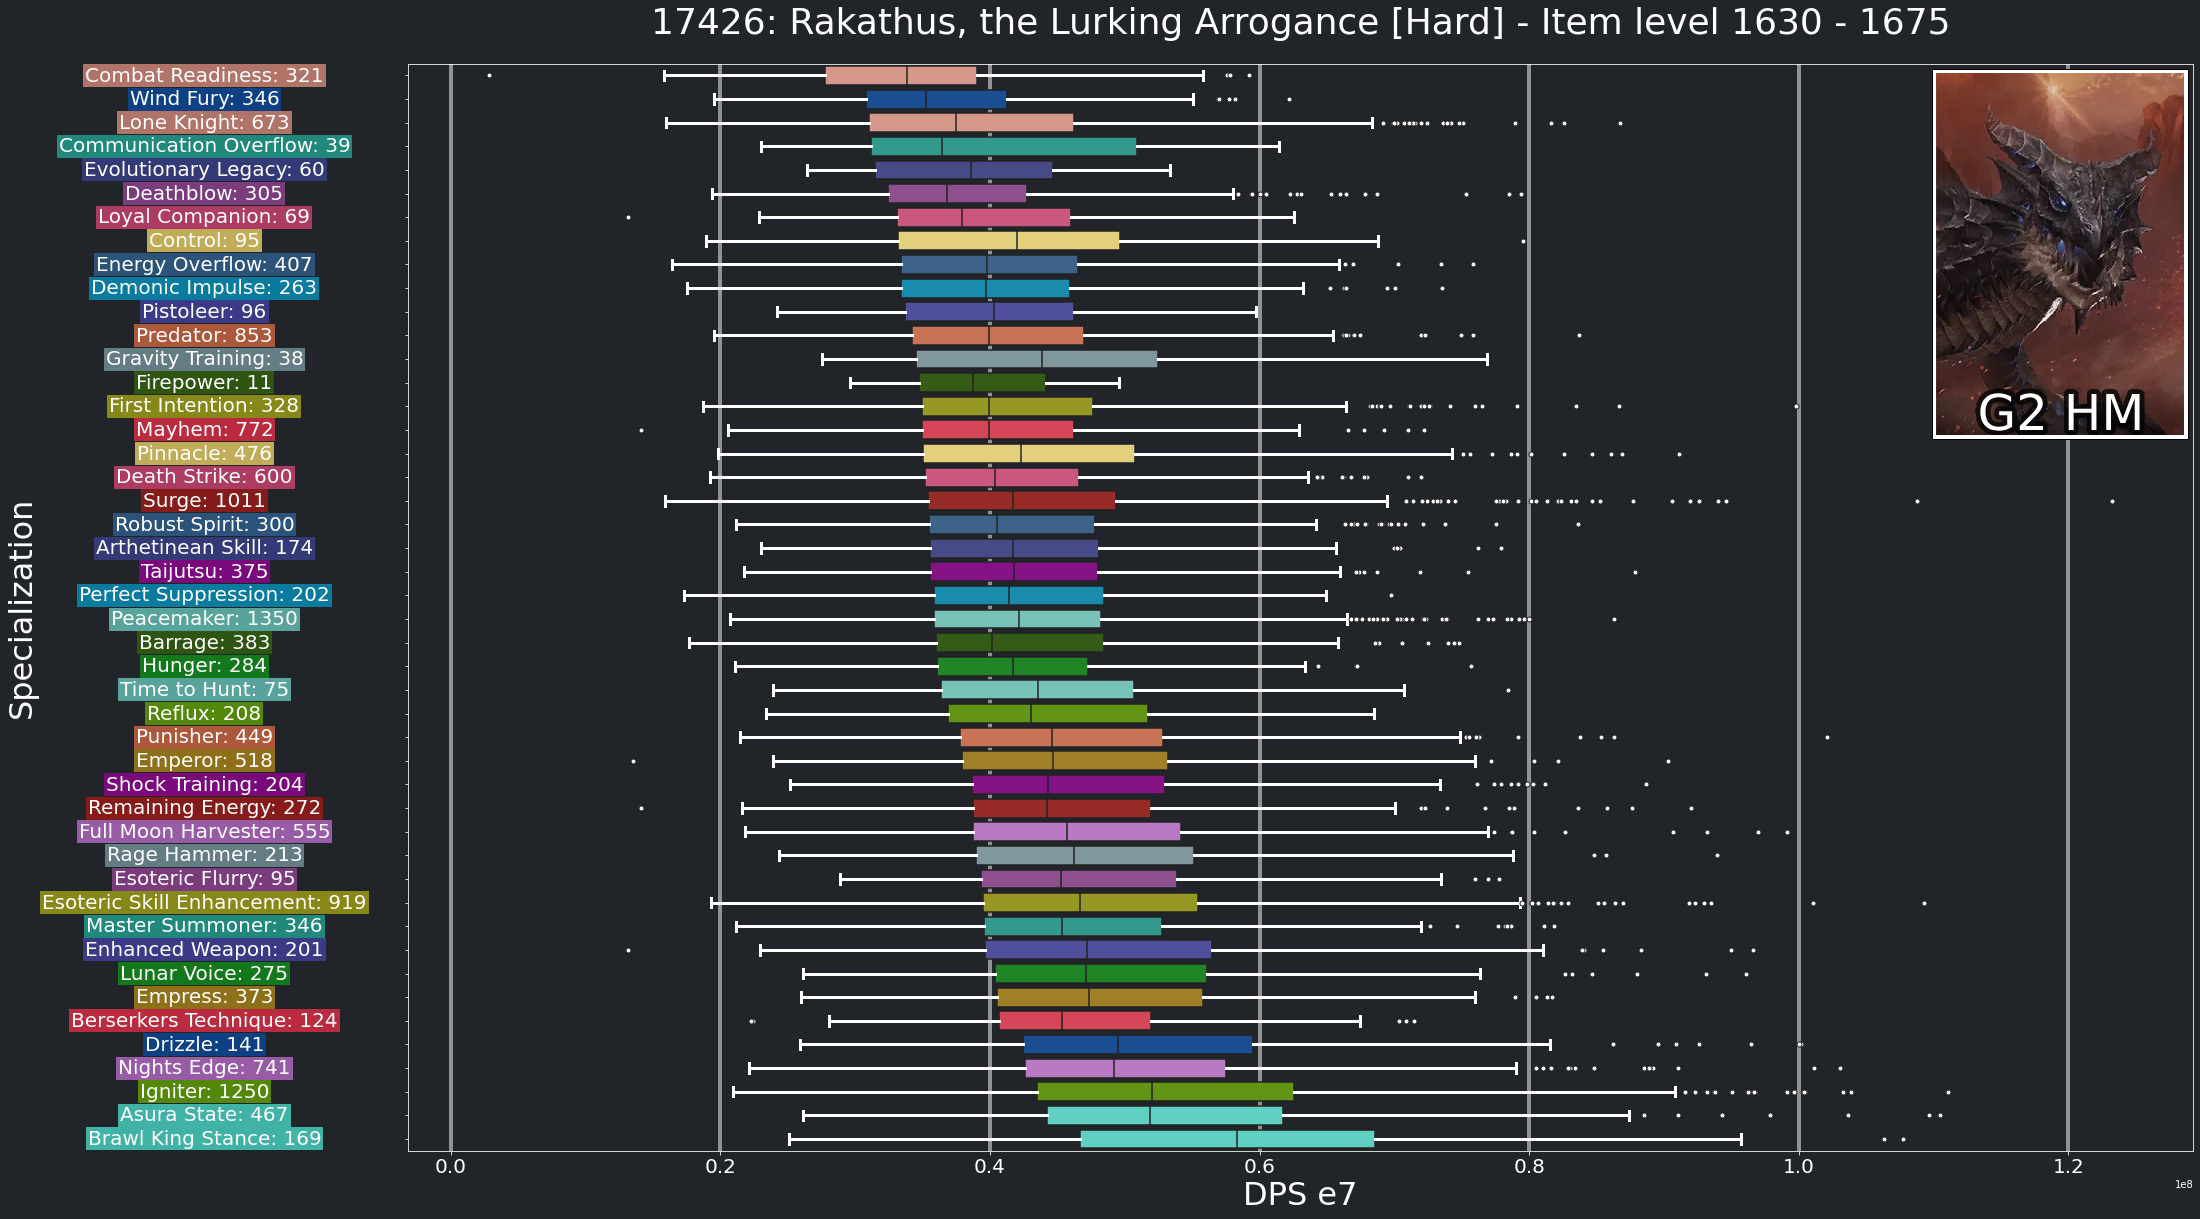 17426: Rakathus, the Lurking Arrogance [Hard] - Item level 1630 - 1675
Specialization
Combat Readiness: 321
Wind Fury: 346
Lone Knight: 673
Communication Overflow: 39
Evolutionary Legacy: 60
Deathblow: 305
Loyal Companion: 69
Control: 95
Energy Overflow: 407
Demonic Impulse: 263
Pistoleer: 96
Predator: 853
Gravity Training: 38
Firepower: 11
First Intention: 328
Mayhem: 772
Pinnacle: 476
Death Strike: 600
Surge: 1011
Robust Spirit: 300
Arthetinean Skill: 174
Taijutsu: 375
Perfect Suppression: 202
Peacemaker: 1350
Barrage: 383
Hunger: 284
Time to Hunt: 75
Reflux: 208
Punisher: 449
Emperor: 518
Shock Training: 204
Remaining Energy: 272
Full Moon Harvester: 555
Rage Hammer: 213
Esoteric Flurry: 95
Esoteric Skill Enhancement: 919
Master Summoner: 346
Enhanced Weapon: 201
Lunar Voice: 275
Empress: 373
Berserkers Technique: 124
Drizzle: 141
Nights Edge: 741
Igniter: 1250
Asura State: 467
Brawl King Stance: 169
G2 HM
0.0 0.2 0.4 0.6 0.8 1.0 1.2
DPS e7
1e8